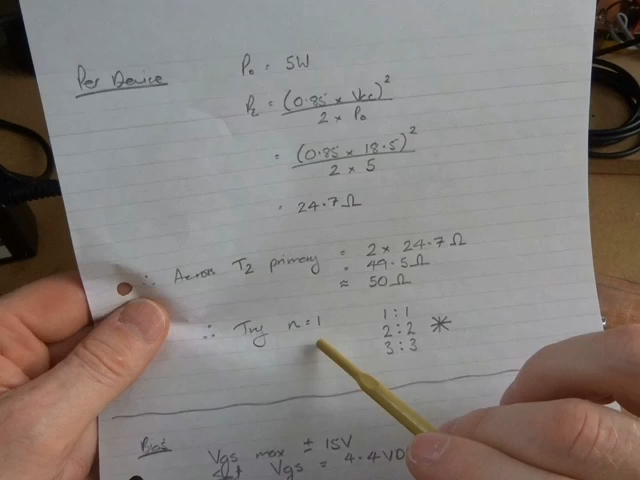 Per Device
Po = 5W
RL = (0.85 x Vcc)²
2 x Po
= (0.85 x 18.5)²
2 x 5
= 24.7 Ω
∴ Across T2 primary = 2 x 24.7 Ω
= 49.5 Ω
≈ 50 Ω
∴ Try n=1
1:1
2:2 *
3:3
Bias
Vgs max ± 15V
Vgs = 4.4VD